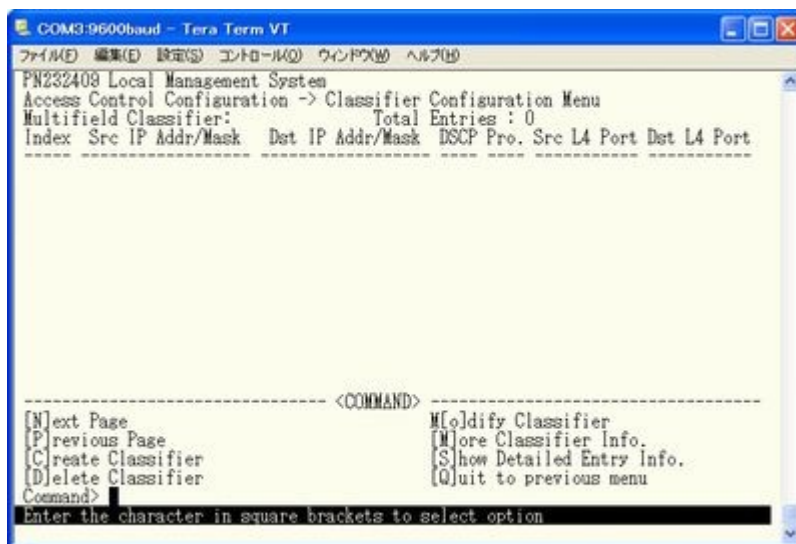 COM3:9600baud - Tera Term VT
ファイル(F) 編集(E) 設定(S) コントロール(O) ウィンドウ(W) ヘルプ(H)
PN232409 Local Management System
Access Control Configuration -> Classifier Configuration Menu
Multifield Classifier: Total Entries : 0
Index Src IP Addr/Mask Dst IP Addr/Mask DSCP Pro. Src L4 Port Dst L4 Port
----- ------------------ ------------------ ---- ---- ----------- -----------
-------------------------------- <COMMAND> -----------------------------------
[N]ext Page M[o]dify Classifier
[P]revious Page [M]ore Classifier Info.
[C]reate Classifier [S]how Detailed Entry Info.
[D]elete Classifier [Q]uit to previous menu
Command>
Enter the character in square brackets to select option